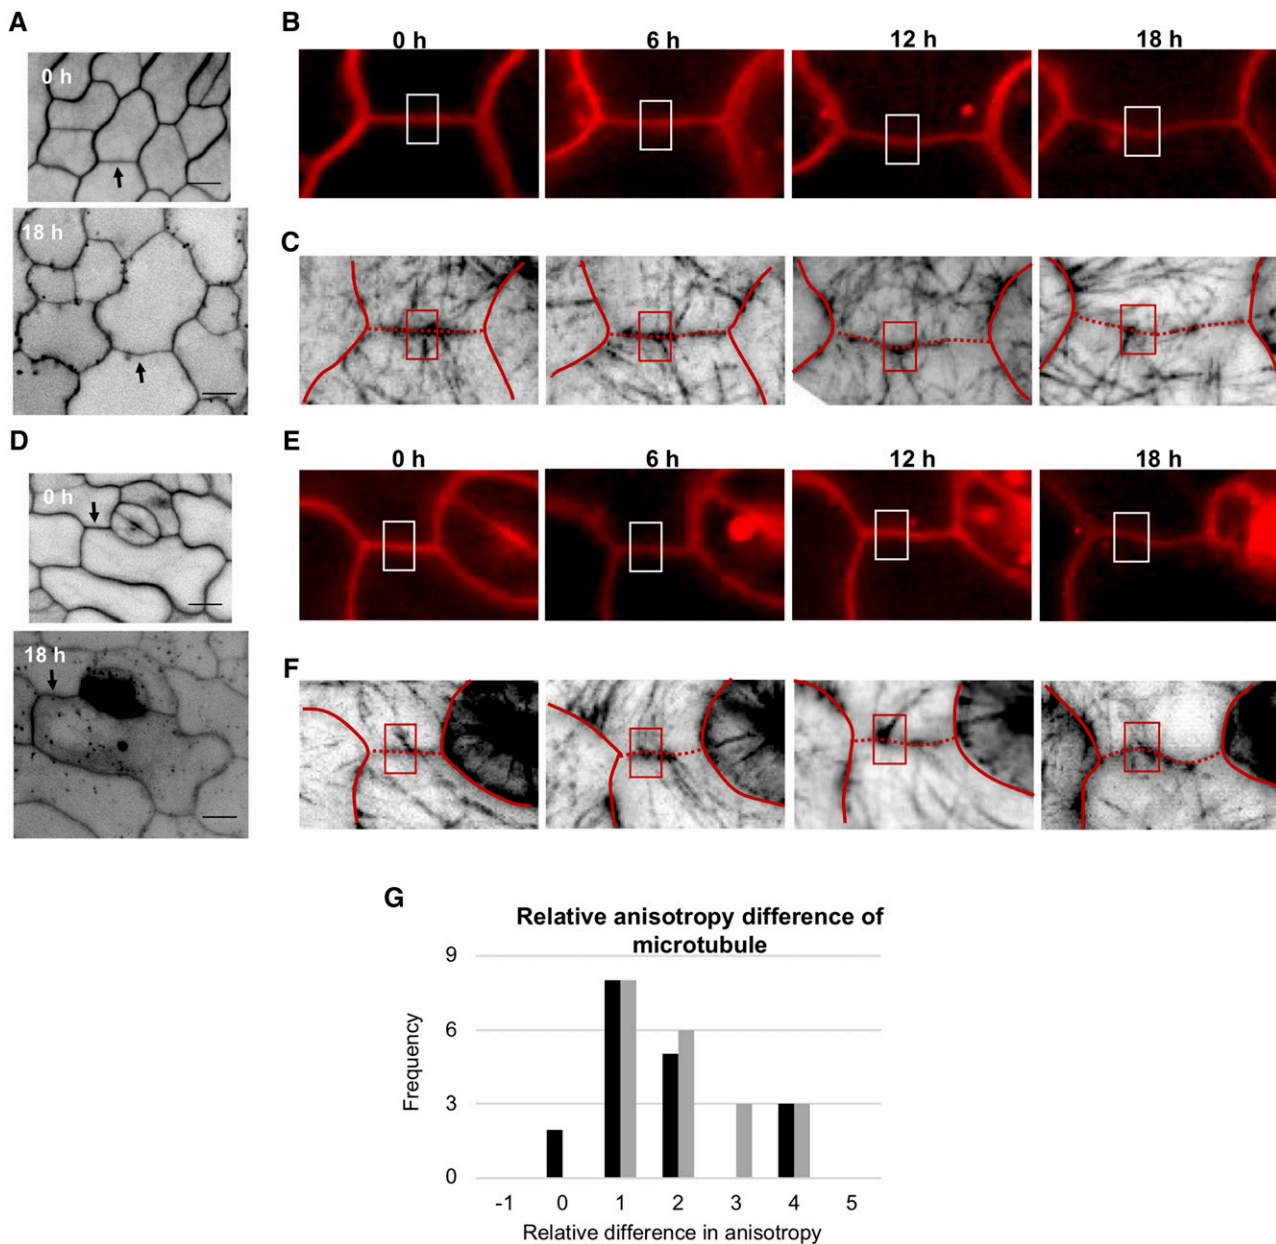 A
0 h
18 h
B
0 h 6 h 12 h 18 h
C
D
0 h
18 h
E
0 h 6 h 12 h 18 h
F
G
Relative anisotropy difference of
microtubule
Frequency
9
6
3
0
-1 0 1 2 3 4 5
Relative difference in anisotropy